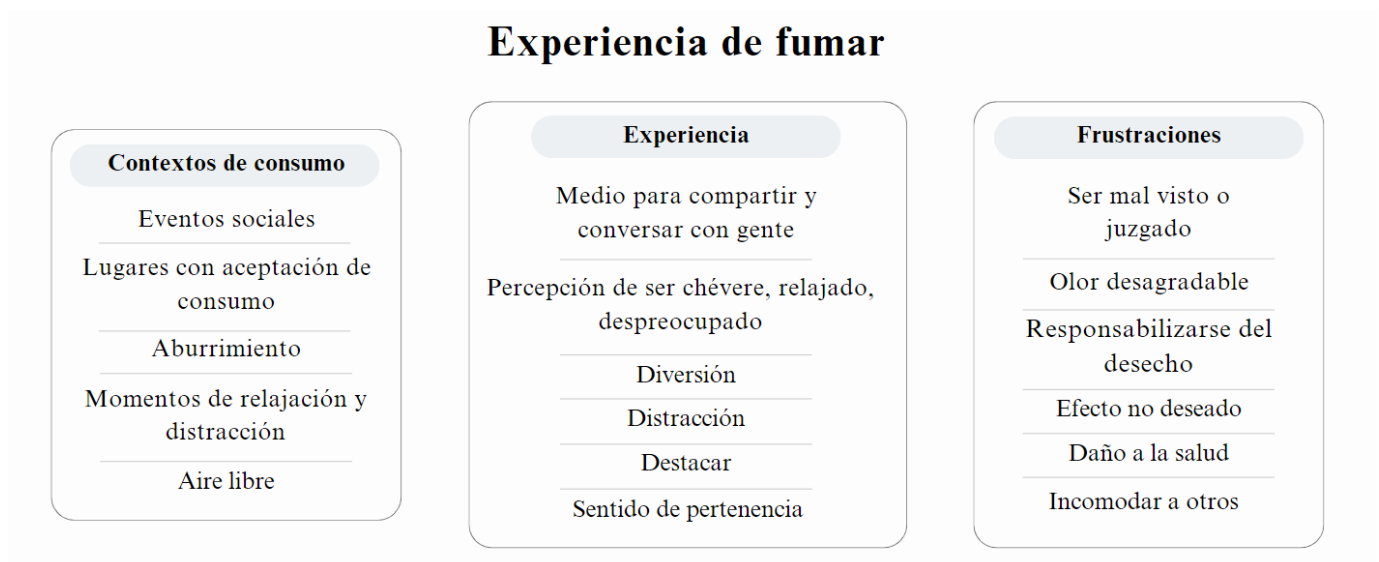 Experiencia de fumar
Contextos de consumo
Eventos sociales
Lugares con aceptación de
consumo
Aburrimiento
Momentos de relajación y
distracción
Aire libre
Experiencia
Medio para compartir y
conversar con gente
Percepción de ser chévere, relajado,
despreocupado
Diversión
Distracción
Destacar
Sentido de pertenencia
Frustraciones
Ser mal visto o
juzgado
Olor desagradable
Responsabilizarse del
desecho
Efecto no deseado
Daño a la salud
Incomodar a otros